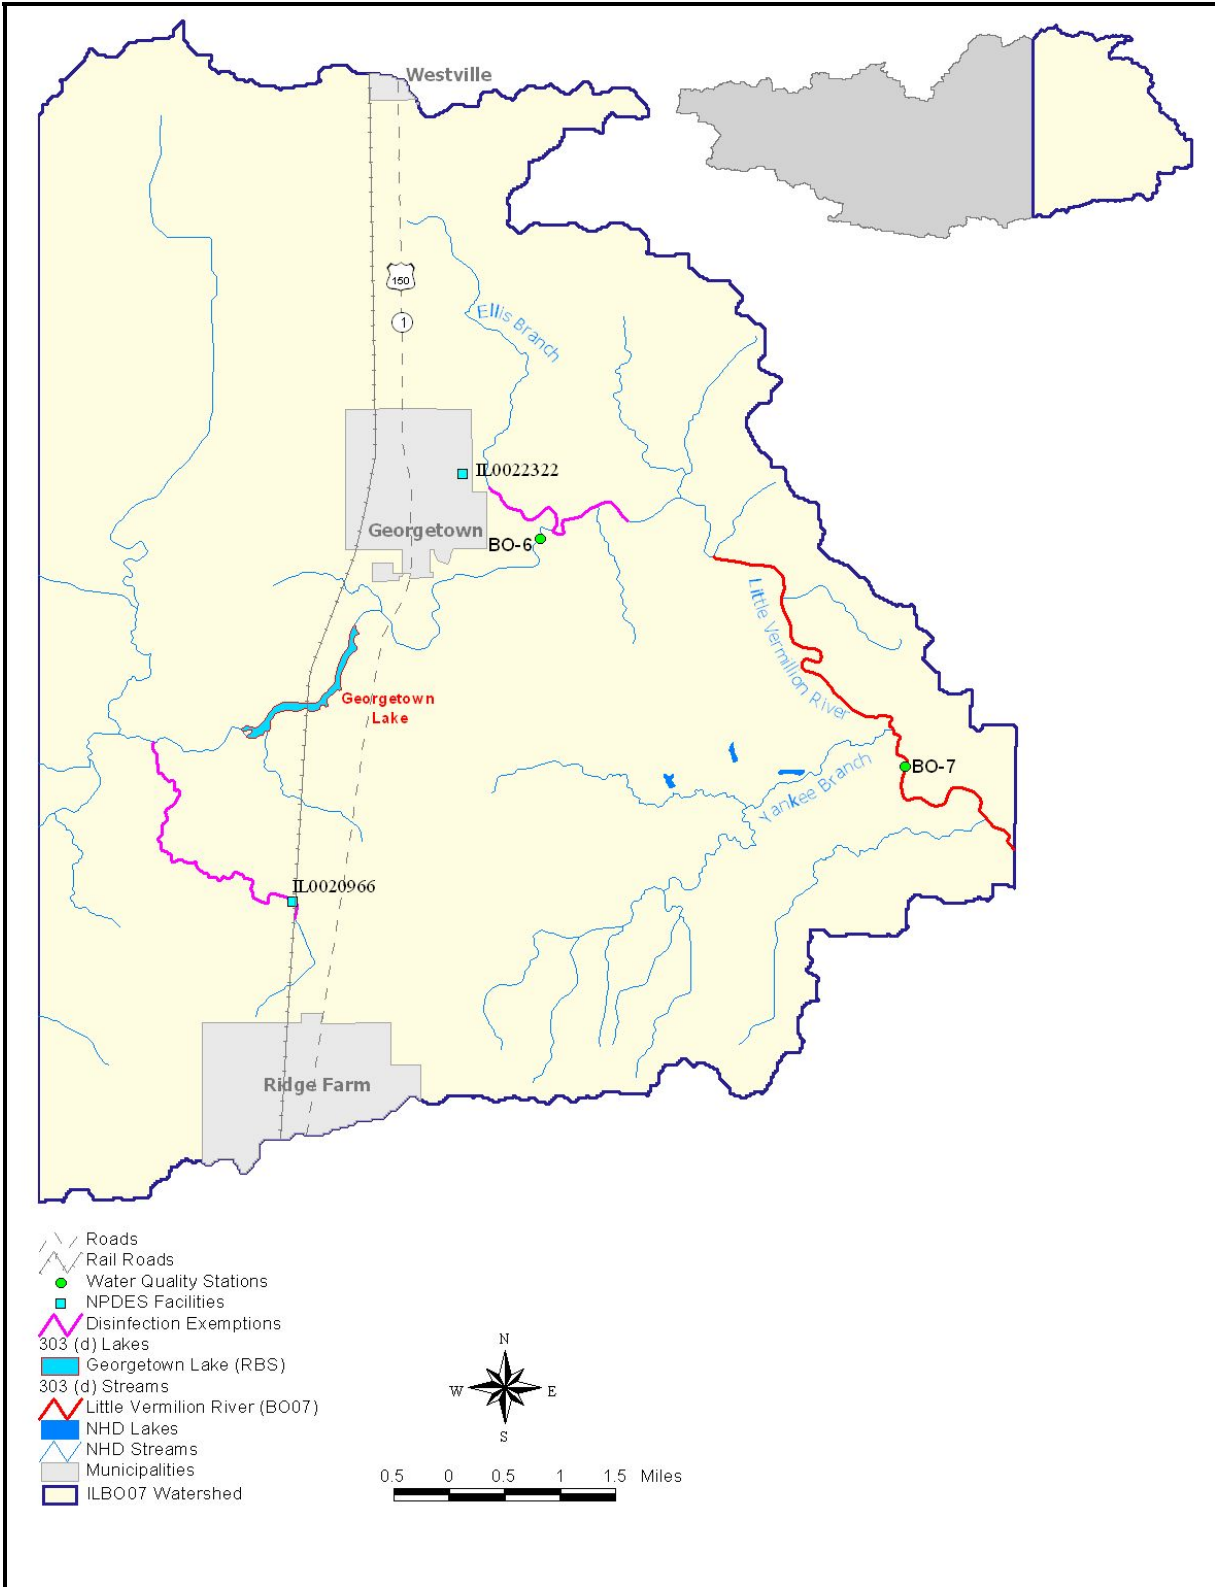 Westville
150
1
Ellis Branch
IL0022322
Georgetown
BO-6
Little Vermillion River
Georgetown
Lake
BO-7
Yankee Branch
IL0020966
Ridge Farm
Roads
Rail Roads
Water Quality Stations
NPDES Facilities
Disinfection Exemptions
303 (d) Lakes
Georgetown Lake (RBS)
303 (d) Streams
Little Vermilion River (BO07)
NHD Lakes
NHD Streams
Municipalities
ILBO07 Watershed
N
W E
S
0.5 0 0.5 1 1.5 Miles